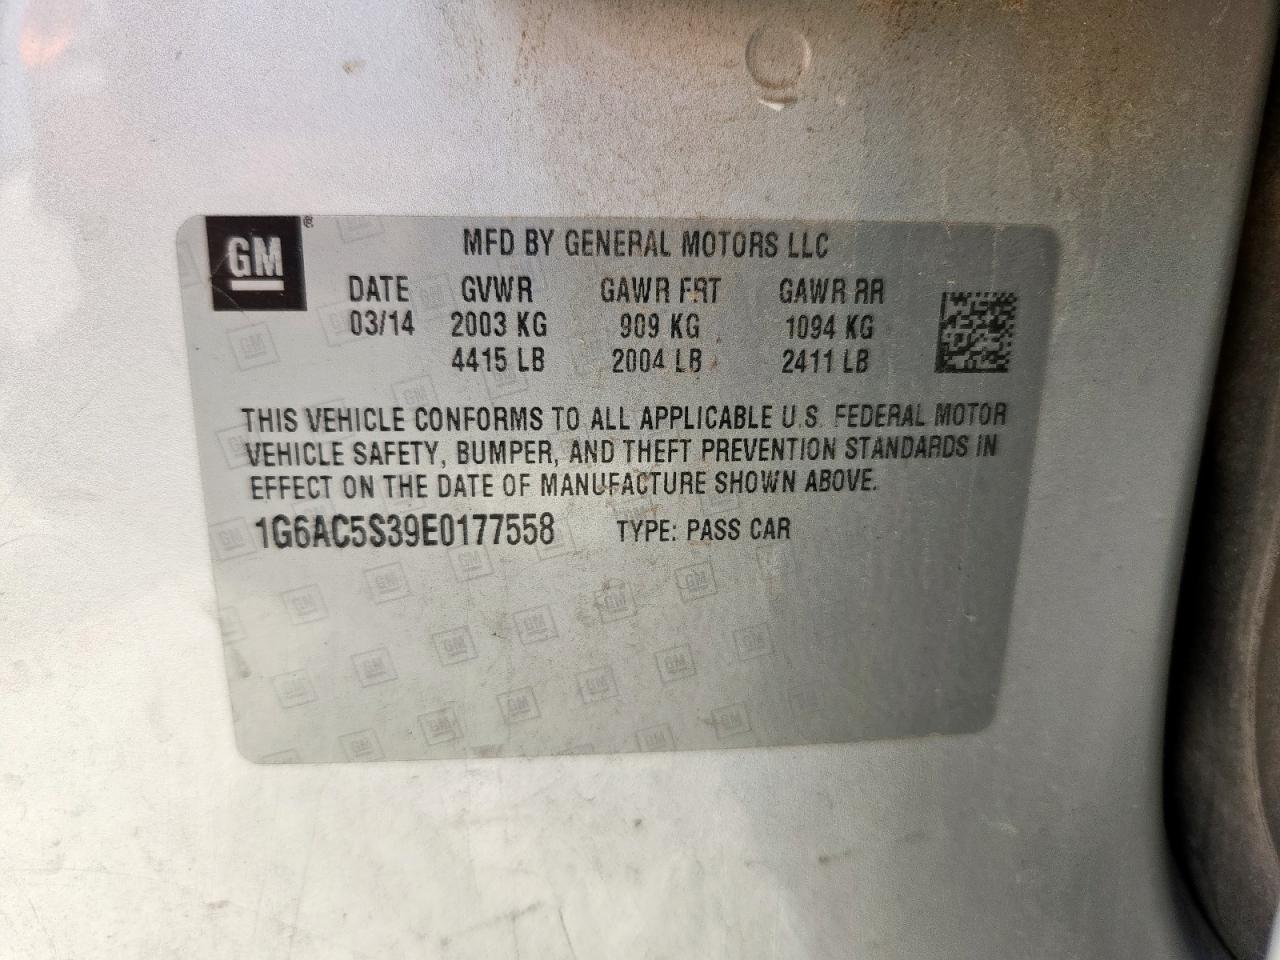 GM ®
MFD BY GENERAL MOTORS LLC
DATE GVWR GAWR FRT GAWR RR
03/14 2003 KG 909 KG 1094 KG
4415 LB 2004 LB 2411 LB
THIS VEHICLE CONFORMS TO ALL APPLICABLE U.S. FEDERAL MOTOR
VEHICLE SAFETY, BUMPER, AND THEFT PREVENTION STANDARDS IN
EFFECT ON THE DATE OF MANUFACTURE SHOWN ABOVE.
1G6AC5S39E0177558 TYPE: PASS CAR